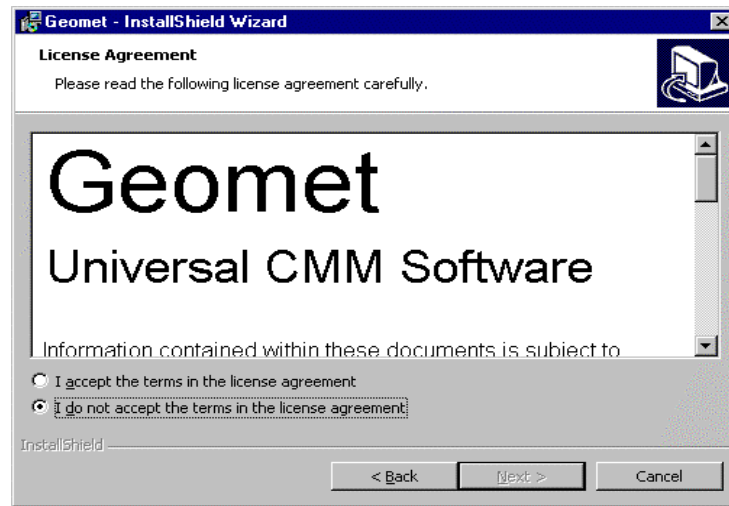 Geomet - InstallShield Wizard
License Agreement
Please read the following license agreement carefully.
Geomet
Universal CMM Software
Information contained within these documents is subject to
I accept the terms in the license agreement
I do not accept the terms in the license agreement
InstallShield
< Back
Next >
Cancel